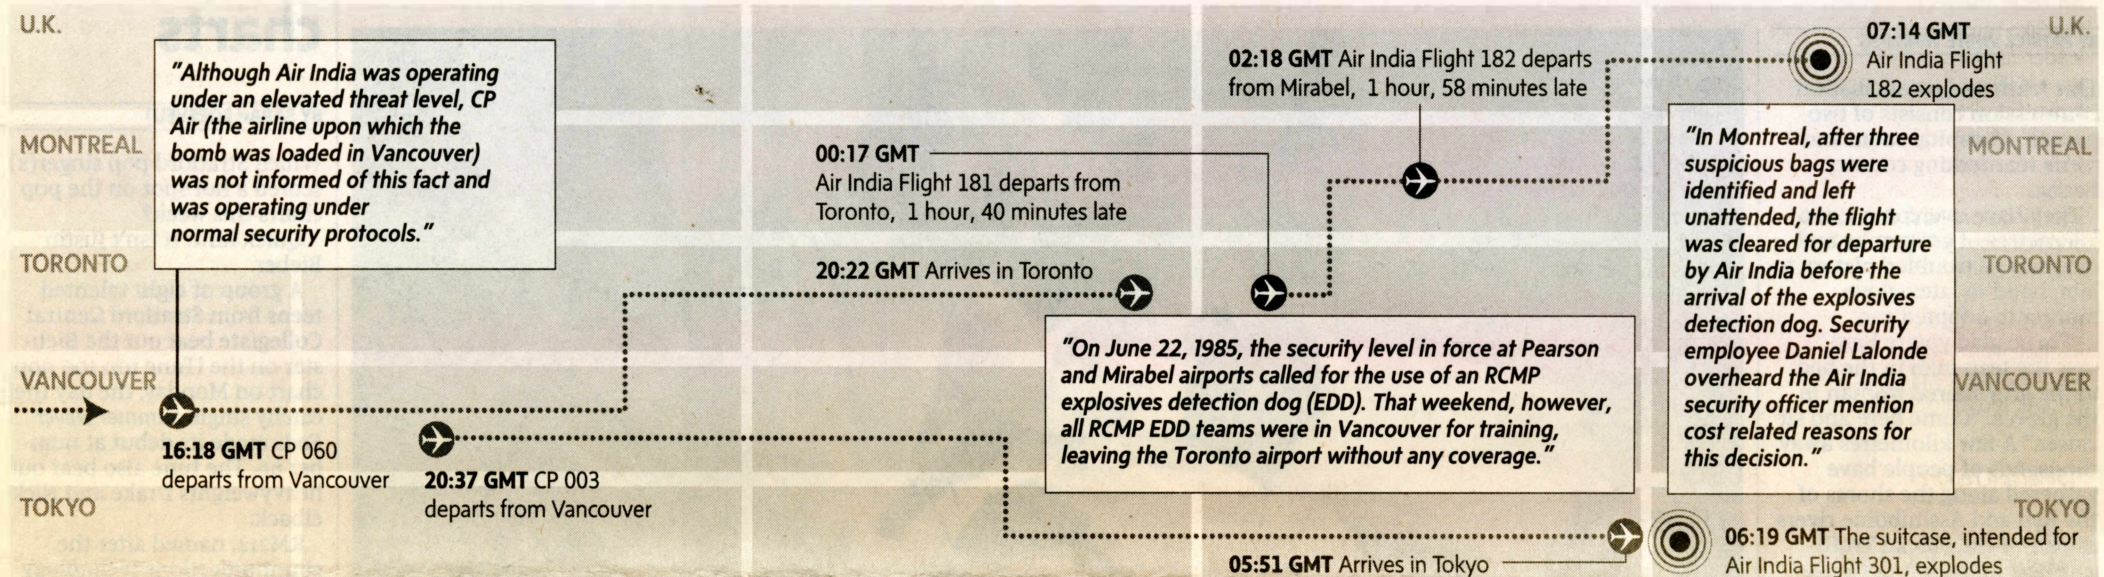 U.K.
MONTREAL
TORONTO
VANCOUVER
TOKYO
"Although Air India was operating
under an elevated threat level, CP
Air (the airline upon which the
bomb was loaded in Vancouver)
was not informed of this fact and
was operating under
normal security protocols."
16:18 GMT CP 060
departs from Vancouver
20:37 GMT CP 003
departs from Vancouver
00:17 GMT
Air India Flight 181 departs from
Toronto, 1 hour, 40 minutes late
20:22 GMT Arrives in Toronto
"On June 22, 1985, the security level in force at Pearson
and Mirabel airports called for the use of an RCMP
explosives detection dog (EDD). That weekend, however,
all RCMP EDD teams were in Vancouver for training,
leaving the Toronto airport without any coverage."
02:18 GMT Air India Flight 182 departs
from Mirabel, 1 hour, 58 minutes late
05:51 GMT Arrives in Tokyo
07:14 GMT
Air India Flight
182 explodes
"In Montreal, after three
suspicious bags were
identified and left
unattended, the flight
was cleared for departure
by Air India before the
arrival of the explosives
detection dog. Security
employee Daniel Lalonde
overheard the Air India
security officer mention
cost related reasons for
this decision."
06:19 GMT The suitcase, intended for
Air India Flight 301, explodes
U.K.
MONTREAL
TORONTO
VANCOUVER
TOKYO